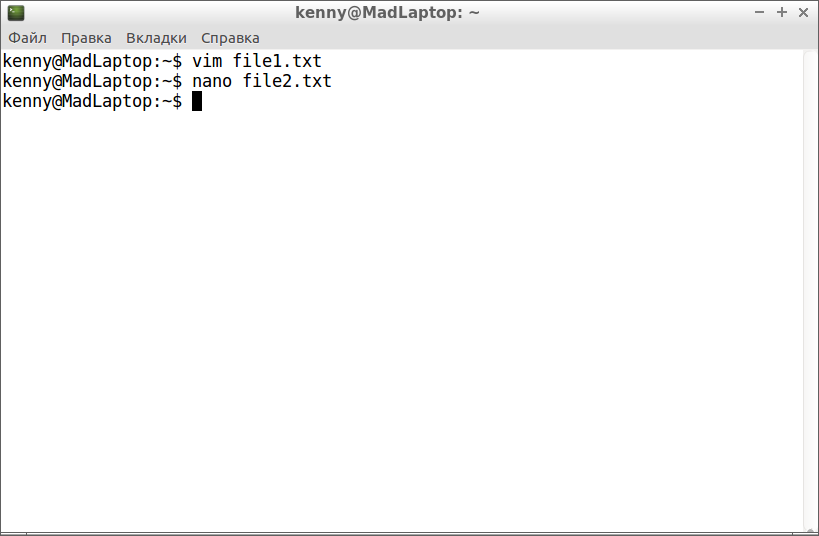 kenny@MadLaptop: ~
Файл Правка Вкладки Справка
kenny@MadLaptop:~$ vim file1.txt
kenny@MadLaptop:~$ nano file2.txt
kenny@MadLaptop:~$